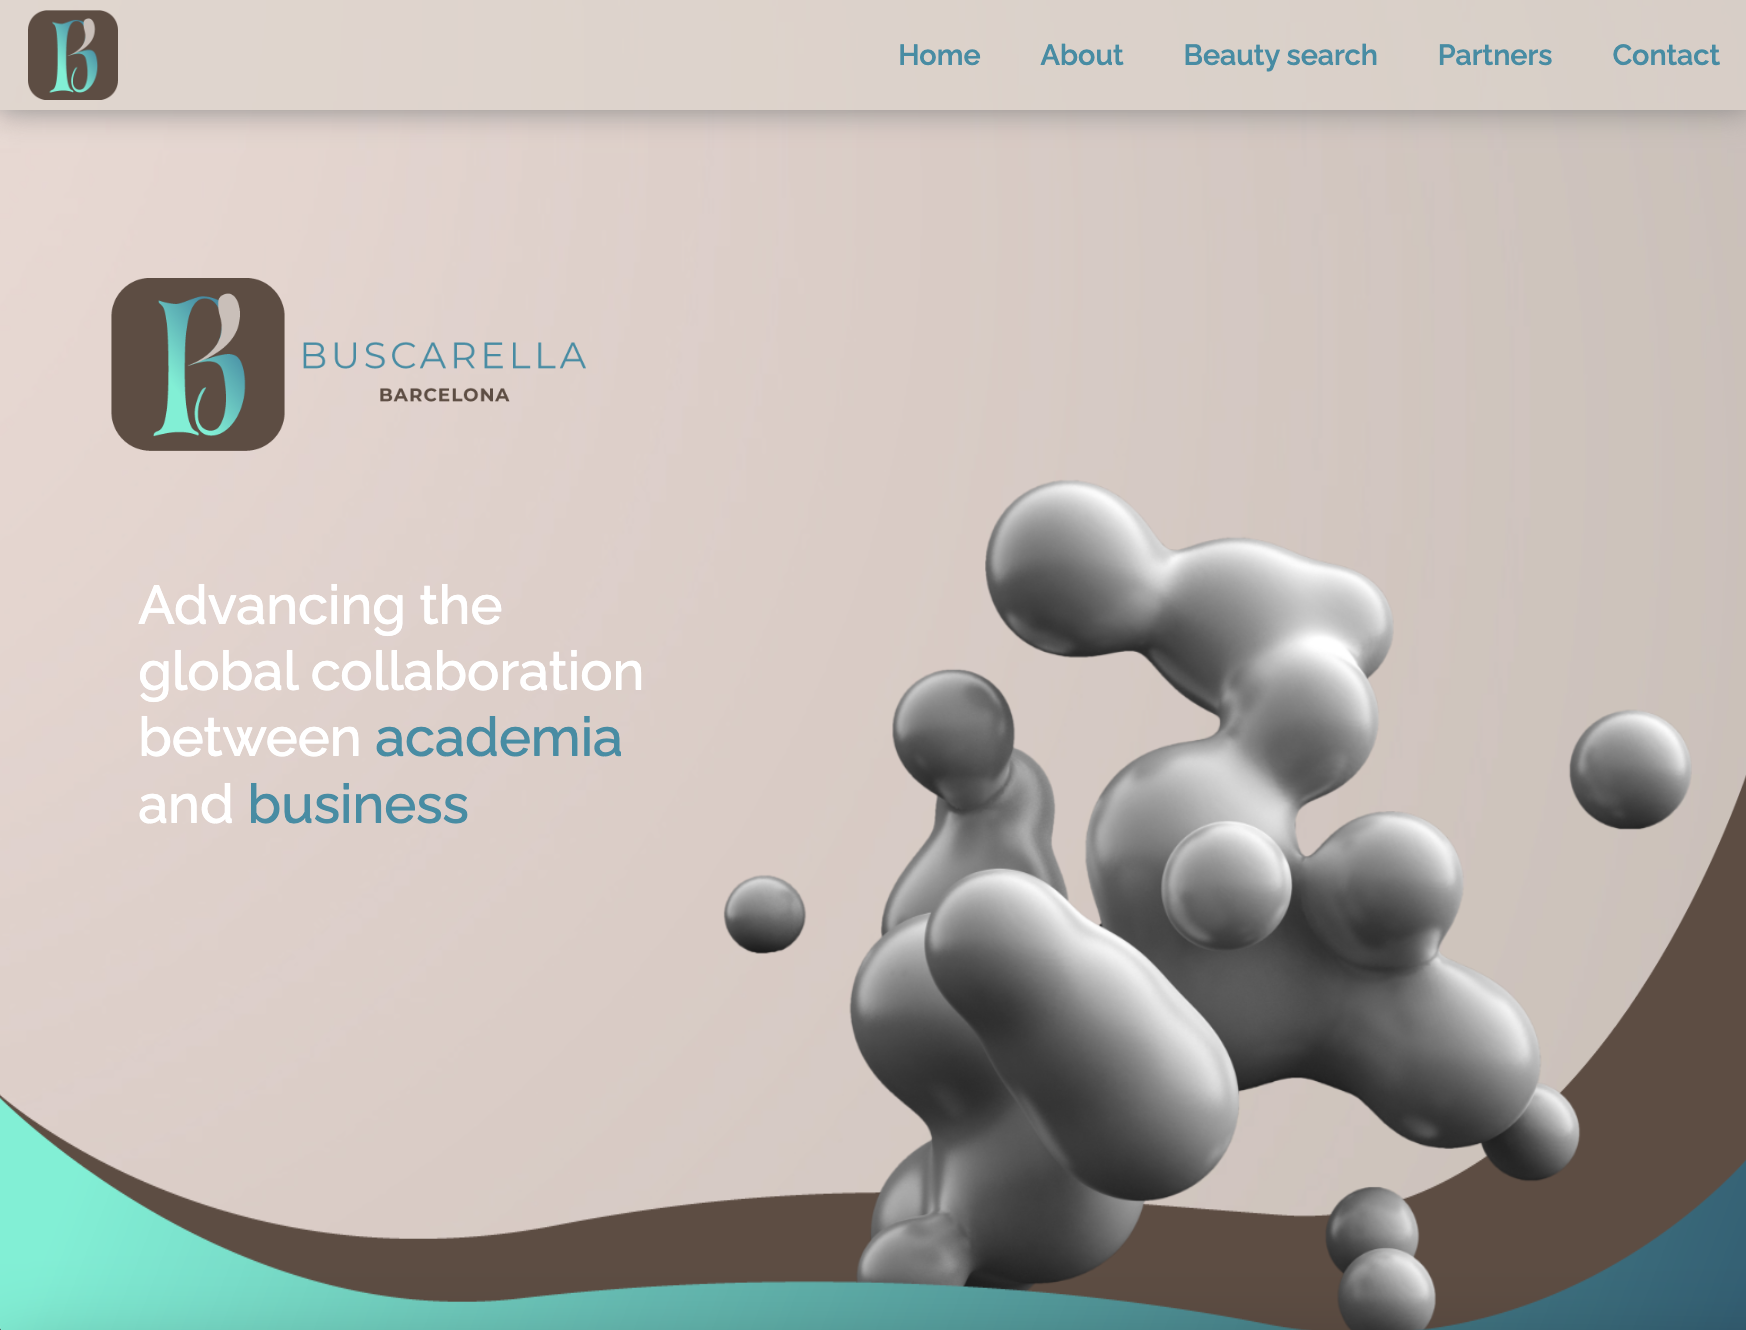 B
Home About Beauty search Partners Contact
B
BUSCARELLA
BARCELONA
Advancing the
global collaboration
between academia
and business